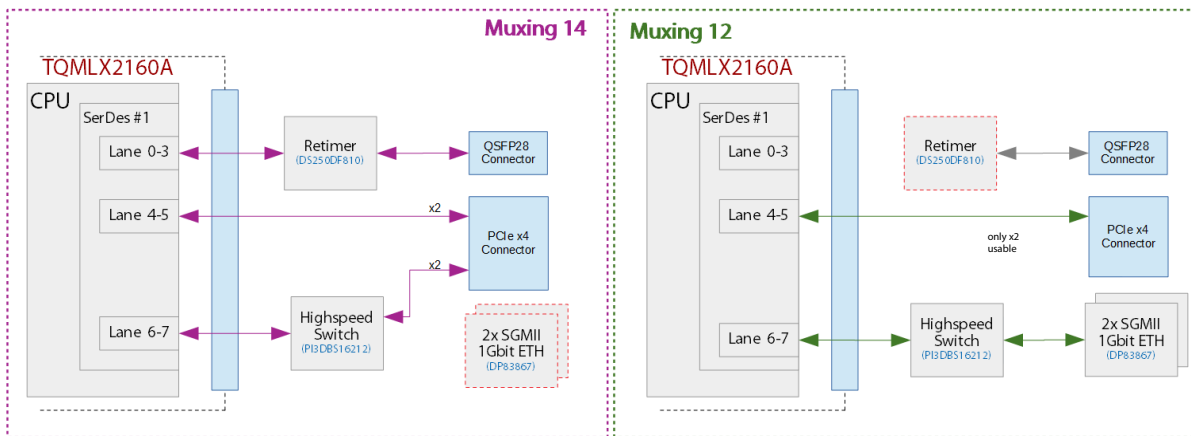 Muxing 14
TQMLX2160A
CPU
SerDes #1
Lane 0-3
Retimer
(DS250DF810)
QSFP28
Connector
Lane 4-5
x2
PCIe x4
Connector
x2
Lane 6-7
Highspeed
Switch
(PI3DBS16212)
2x SGMII
1Gbit ETH
(DP83867)
Muxing 12
TQMLX2160A
CPU
SerDes #1
Lane 0-3
Retimer
(DS250DF810)
QSFP28
Connector
Lane 4-5
only x2
usable
PCIe x4
Connector
Lane 6-7
Highspeed
Switch
(PI3DBS16212)
2x SGMII
1Gbit ETH
(DP83867)